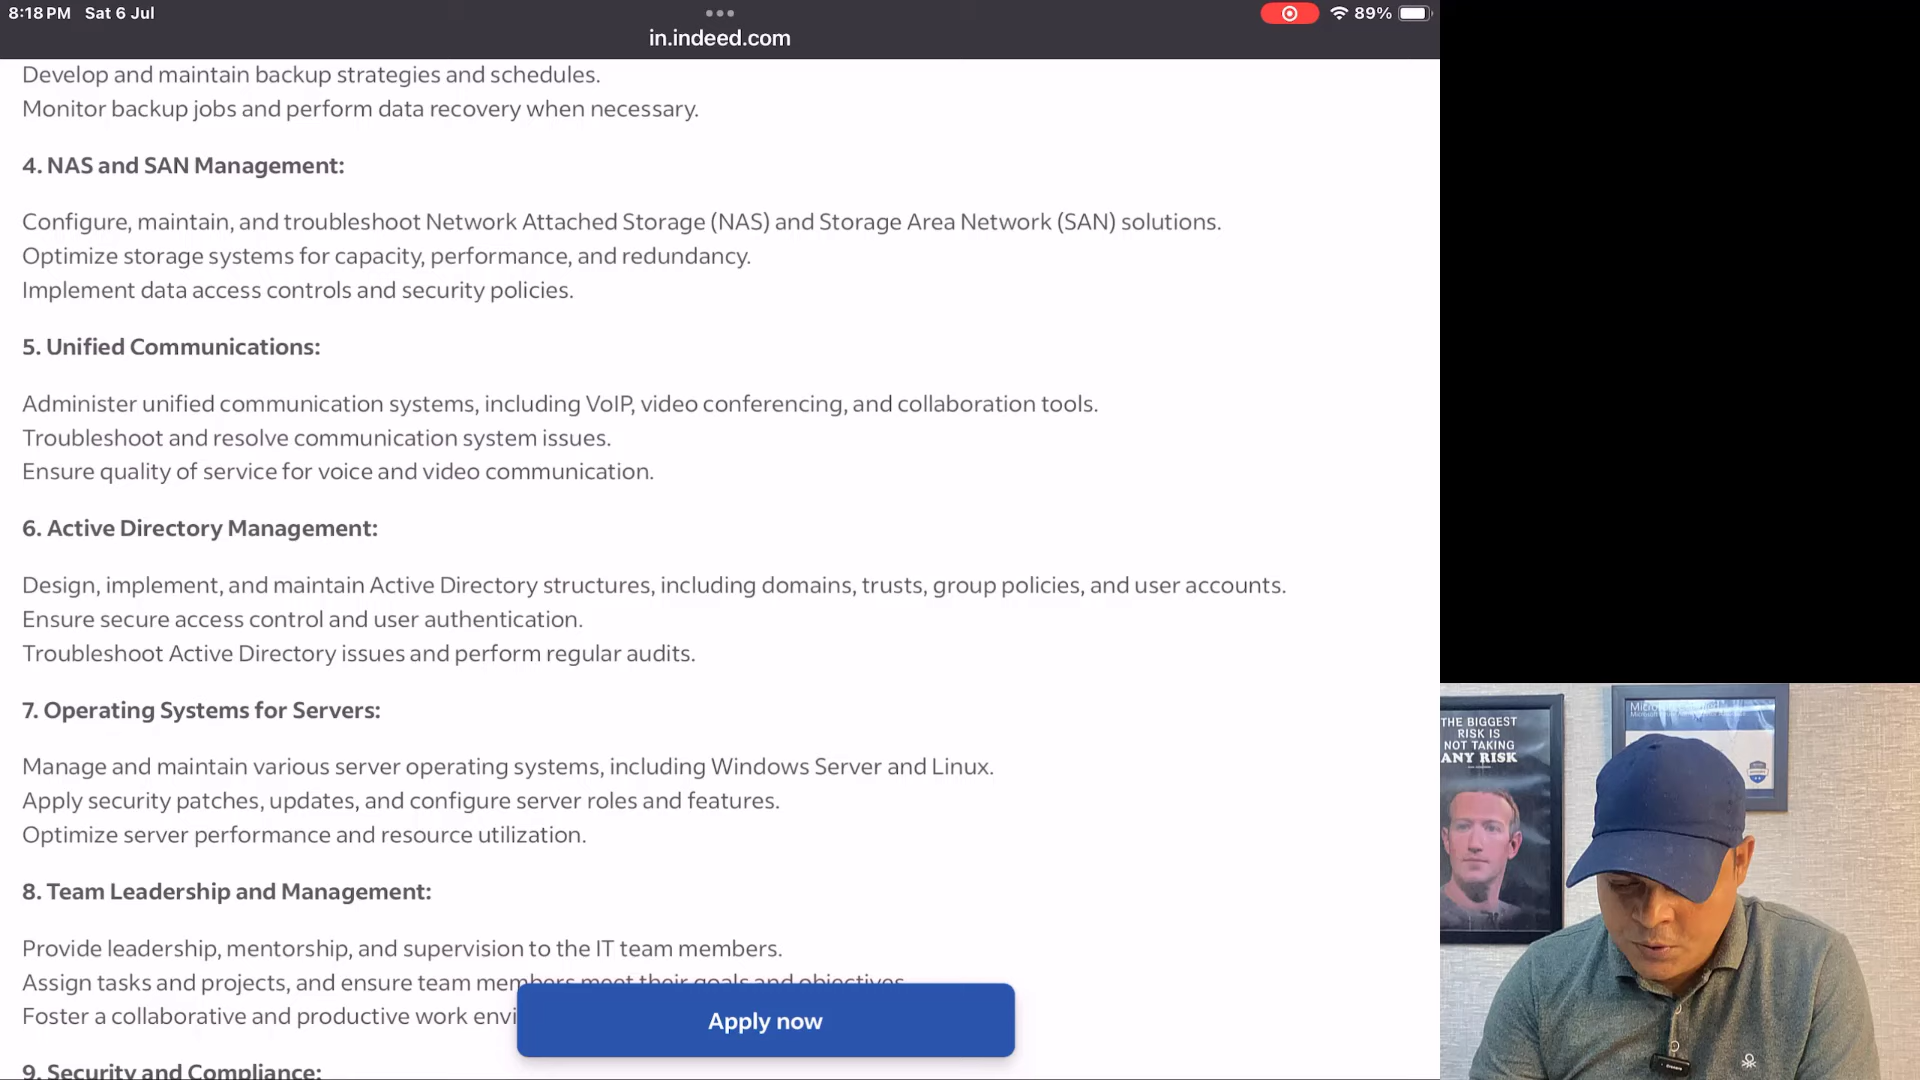 8:18 PM Sat 6 Jul
89%
in.indeed.com
Develop and maintain backup strategies and schedules.
Monitor backup jobs and perform data recovery when necessary.
4. NAS and SAN Management:
Configure, maintain, and troubleshoot Network Attached Storage (NAS) and Storage Area Network (SAN) solutions.
Optimize storage systems for capacity, performance, and redundancy.
Implement data access controls and security policies.
5. Unified Communications:
Administer unified communication systems, including VoIP, video conferencing, and collaboration tools.
Troubleshoot and resolve communication system issues.
Ensure quality of service for voice and video communication.
6. Active Directory Management:
Design, implement, and maintain Active Directory structures, including domains, trusts, group policies, and user accounts.
Ensure secure access control and user authentication.
Troubleshoot Active Directory issues and perform regular audits.
7. Operating Systems for Servers:
Manage and maintain various server operating systems, including Windows Server and Linux.
Apply security patches, updates, and configure server roles and features.
Optimize server performance and resource utilization.
8. Team Leadership and Management:
Provide leadership, mentorship, and supervision to the IT team members.
Assign tasks and projects, and ensure team members meet their goals and objectives.
Foster a collaborative and productive work envi
Apply now
9. Security and Compliance:
THE BIGGEST
RISK IS
NOT TAKING
ANY RISK